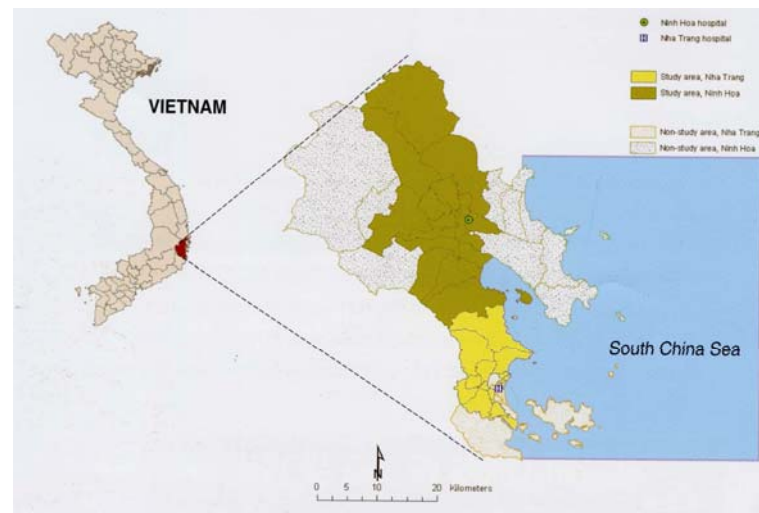 Ninh Hoa hospital
Nha Trang hospital
VIETNAM
Study area, Nha Trang
Study area, Ninh Hoa
Non-study area, Nha Trang
Non-study area, Ninh Hoa
South China Sea
N
0 5 10 20 Kilometers